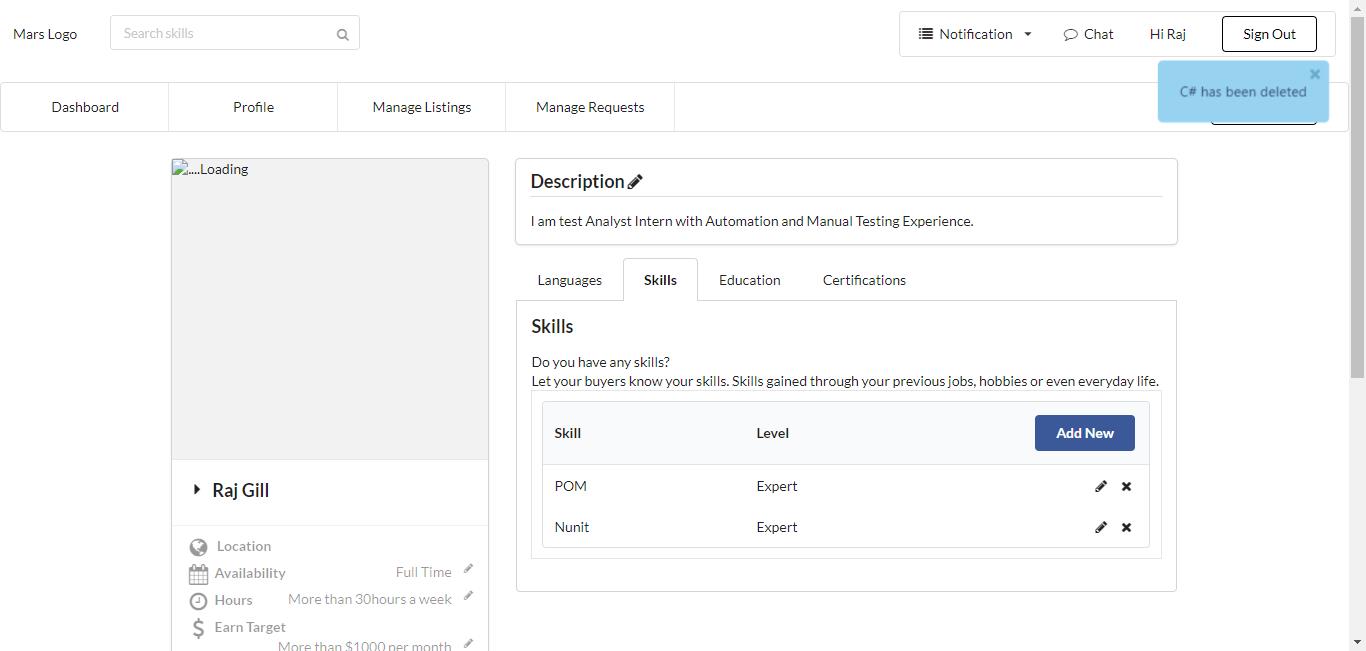 Mars Logo
Search skills
Notification
Chat
Hi Raj
Sign Out
C# has been deleted
Dashboard
Profile
Manage Listings
Manage Requests
....Loading
Description
I am test Analyst Intern with Automation and Manual Testing Experience.
Languages
Skills
Education
Certifications
Skills
Do you have any skills?
Let your buyers know your skills. Skills gained through your previous jobs, hobbies or even everyday life.
Skill
Level
Add New
POM
Expert
Nunit
Expert
Raj Gill
Location
Availability
Full Time
Hours
More than 30hours a week
Earn Target
More than $1000 per month